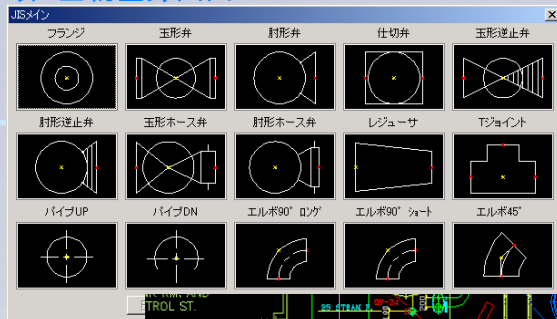 JISメイン
フランジ 玉形弁 肘形弁 仕切弁 玉形逆止弁
肘形逆止弁 玉形ホース弁 肘形ホース弁 レジューサ Tジョイント
パイプUP パイプDN エルボ90° ロング エルボ90° ショート エルボ45°
TROL ST.
25 STEAM